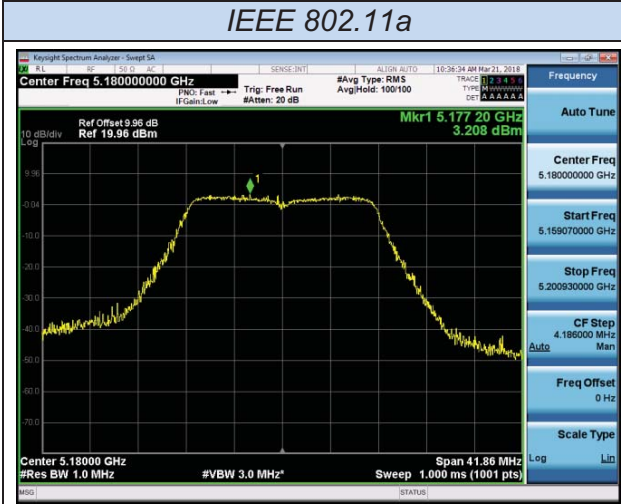 IEEE 802.11a
Keysight Spectrum Analyzer - Swept SA
RL RF 50 Ω AC SENSE:INT ALIGN AUTO 10:36:34 AM Mar 21, 2018
Center Freq 5.180000000 GHz
PNO: Fast
IFGain:Low
Trig: Free Run
#Atten: 20 dB
#Avg Type: RMS
Avg|Hold: 100/100
TRACE 1 2 3 4 5 6
TYPE M W W W W W
DET A A A A A A
Ref Offset 9.96 dB
10 dB/div Ref 19.96 dBm
Log
Mkr1 5.177 20 GHz
3.208 dBm
1
9.96
-0.04
-10.0
-20.0
-30.0
-40.0
-50.0
-60.0
-70.0
Center 5.18000 GHz Span 41.86 MHz
#Res BW 1.0 MHz #VBW 3.0 MHz* Sweep 1.000 ms (1001 pts)
MSG STATUS
Frequency
Auto Tune
Center Freq
5.180000000 GHz
Start Freq
5.159070000 GHz
Stop Freq
5.200930000 GHz
CF Step
4.186000 MHz
Auto Man
Freq Offset
0 Hz
Scale Type
Log Lin